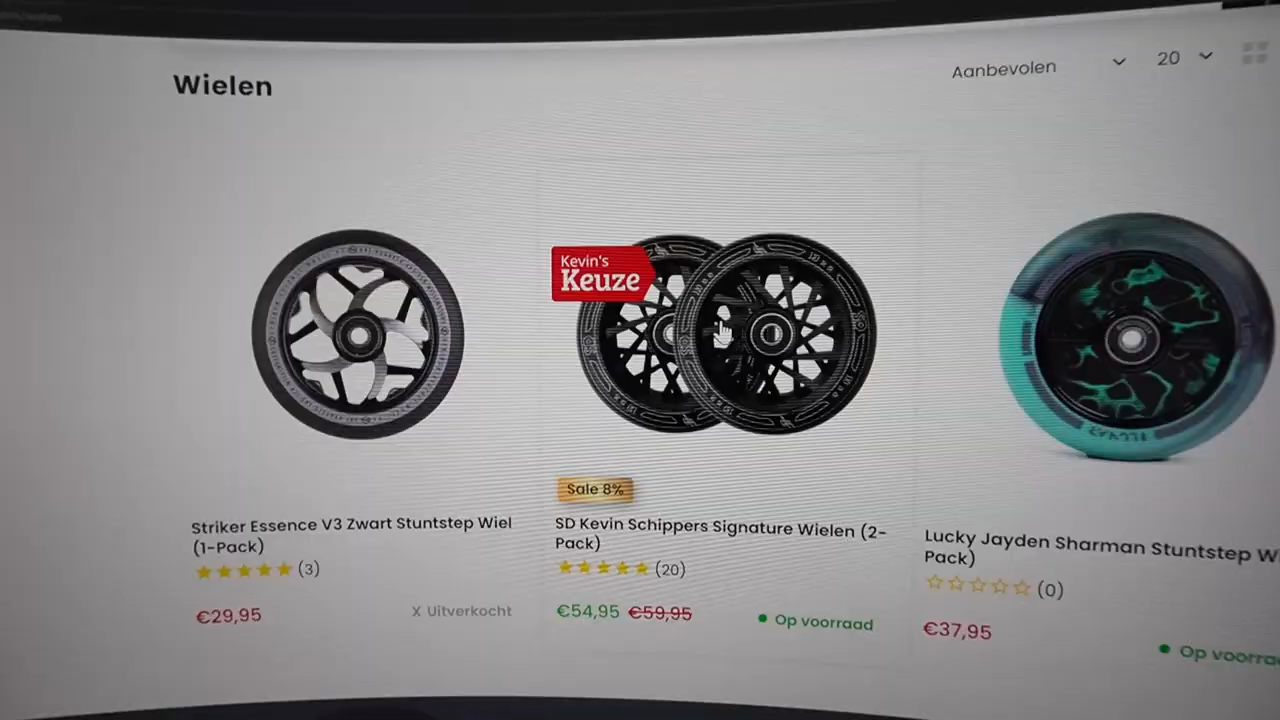 Wielen
Aanbevolen
20
Kevin's
Keuze
Sale 8%
Striker Essence V3 Zwart Stuntstep Wiel
(1-Pack)
(3)
€29,95
X Uitverkocht
SD Kevin Schippers Signature Wielen (2-
Pack)
(20)
€54,95 €59,95
Op voorraad
Lucky Jayden Sharman Stuntstep W
Pack)
(0)
€37,95
Op voorraa